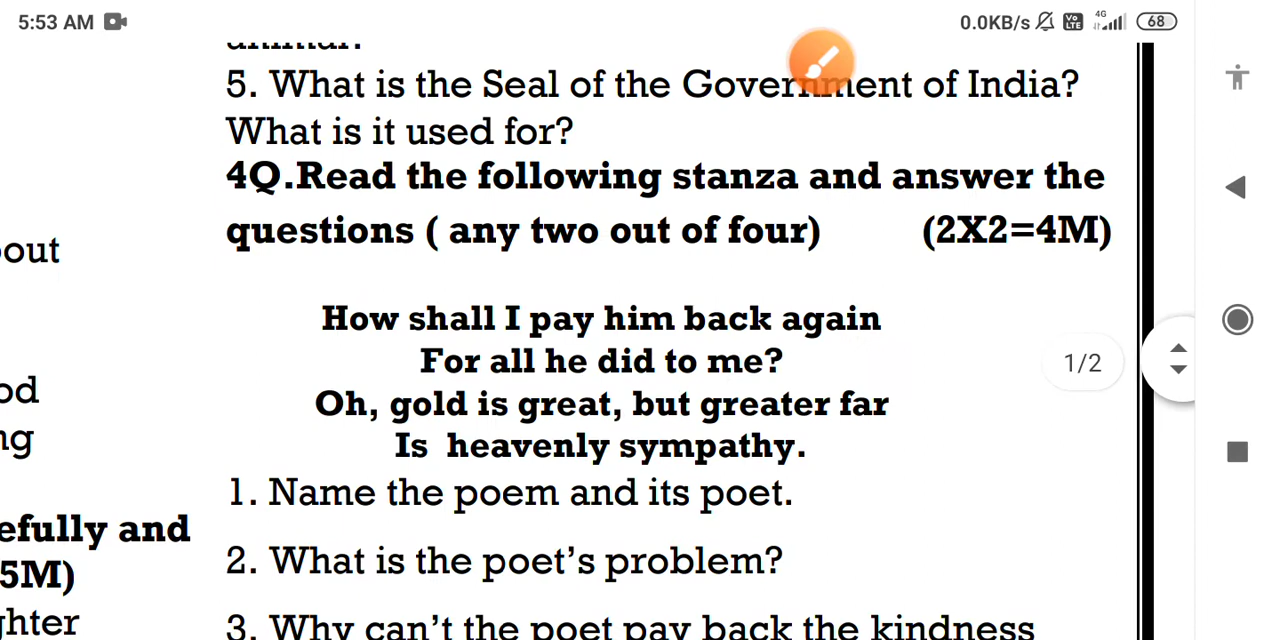 5:53 AM
0.0KB/s
Vo LTE
4G
68
5. What is the Seal of the Government of India?
What is it used for?
4Q.Read the following stanza and answer the
questions ( any two out of four) (2X2=4M)
out
How shall I pay him back again
For all he did to me?
1/2
od
Oh, gold is great, but greater far
ng
Is heavenly sympathy.
1. Name the poem and its poet.
efully and
2. What is the poet's problem?
5M)
ghter
3. Why can't the poet pay back the kindness